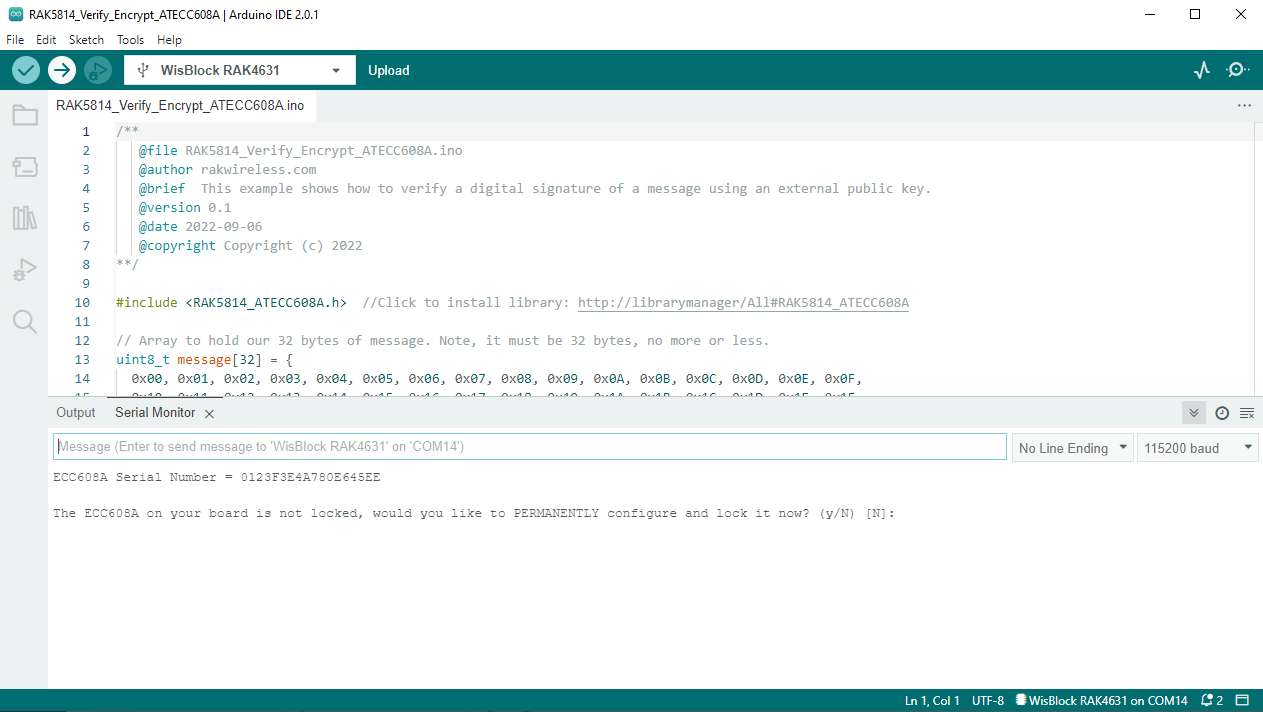 RAK5814_Verify_Encrypt_ATECC608A | Arduino IDE 2.0.1
File Edit Sketch Tools Help
WisBlock RAK4631 Upload
RAK5814_Verify_Encrypt_ATECC608A.ino
1 /**
2 @file RAK5814_Verify_Encrypt_ATECC608A.ino
3 @author rakwireless.com
4 @brief This example shows how to verify a digital signature of a message using an external public key.
5 @version 0.1
6 @date 2022-09-06
7 @copyright Copyright (c) 2022
8 **/
9
10 #include <RAK5814_ATECC608A.h> //Click to install library: http://librarymanager/All#RAK5814_ATECC608A
11
12 // Array to hold our 32 bytes of message. Note, it must be 32 bytes, no more or less.
13 uint8_t message[32] = {
14 0x00, 0x01, 0x02, 0x03, 0x04, 0x05, 0x06, 0x07, 0x08, 0x09, 0x0A, 0x0B, 0x0C, 0x0D, 0x0E, 0x0F,
Output Serial Monitor
Message (Enter to send message to 'WisBlock RAK4631' on 'COM14') No Line Ending 115200 baud
ECC608A Serial Number = 0123F3E4A780E645EE
The ECC608A on your board is not locked, would you like to PERMANENTLY configure and lock it now? (y/N) [N]:
Ln 1, Col 1 UTF-8 WisBlock RAK4631 on COM14 2